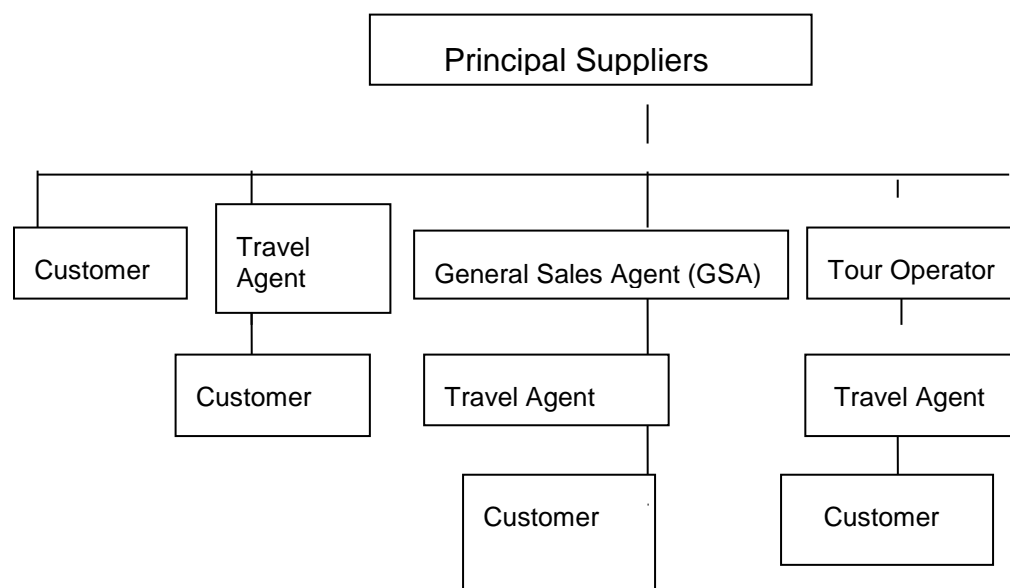 Principal Suppliers
Customer
Travel
Agent
General Sales Agent (GSA)
Tour Operator
Customer
Travel Agent
Travel Agent
Customer
Customer